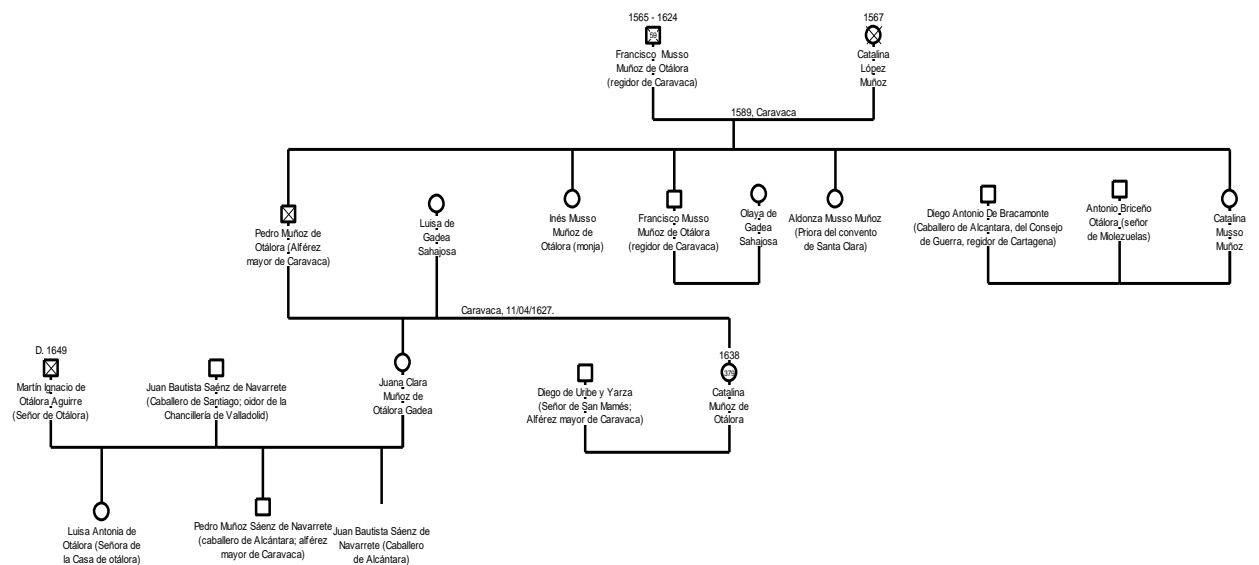 1565 - 1624
59
Francisco Musso
Muñoz de Otálora
(regidor de Caravaca)
1567
Catalina
López
Muñoz
1589, Caravaca
Pedro Muñoz de
Otálora (Alférez
mayor de Caravaca)
Luisa de
Gadea
Sahajosa
Inés Musso
Muñoz de
Otálora (monja)
Francisco Musso
Muñoz de Otálora
(regidor de Caravaca)
Olaya de
Gadea
Sahajosa
Aldonza Musso Muñoz
(Priora del convento
de Santa Clara)
Diego Antonio De Bracamonte
(Caballero de Alcantara, del Consejo
de Guerra, regidor de Cartagena)
Antonio Briceño
Otálora (señor
de Miolezuelas)
Catalina
Musso
Muñoz
Caravaca, 11/04/1627.
D. 1649
Martín Ignacio de
Otálora Aguirre
(Señor de Otálora)
Juan Bautista Saénz de Navarrete
(Caballero de Santiago; oidor de la
Chancillería de Valladolid)
Juana Clara
Muñoz de
Otálora Gadea
Diego de Uribe y Yarza
(Señor de San Mamés;
Alférez mayor de Caravaca)
1638
379
Catalina
Muñoz de
Otálora
Luisa Antonia de
Otálora (Señora de
la Casa de otálora)
Pedro Muñoz Sáenz de Navarrete
(caballero de Alcántara; alférez
mayor de Caravaca)
Juan Bautista Sáenz de
Navarrete (Caballero
de Alcántara)